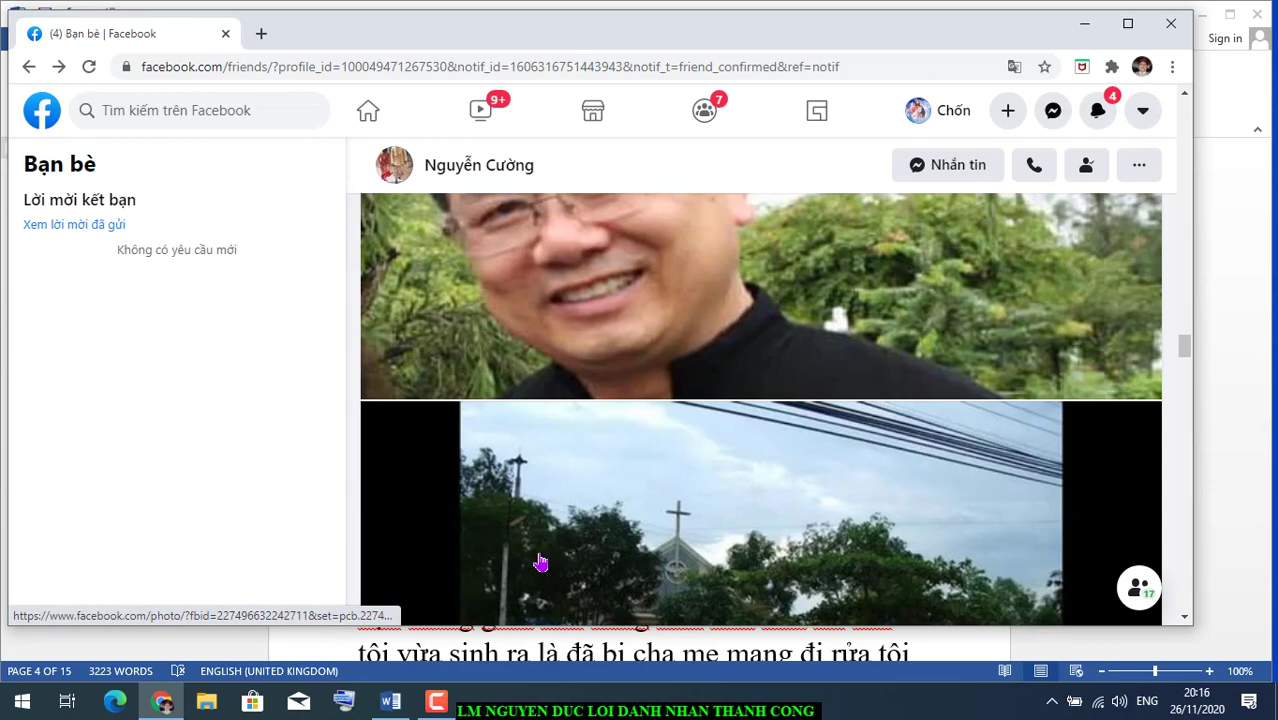 Sign in
(4) Bạn bè | Facebook
facebook.com/friends/?profile_id=100049471267530&notif_id=1606316751443943&notif_t=friend_confirmed&ref=notif
Tìm kiếm trên Facebook
9+
7
Chốn
4
Bạn bè
Nguyễn Cường
Nhắn tin
Lời mời kết bạn
Xem lời mời đã gửi
Không có yêu cầu mới
17
https://www.facebook.com/photo/?fbid=227496632242711&set=pcb.2274...
tôi vừa sinh ra là đã bị cha mẹ mang đi rửa tội
PAGE 4 OF 15
3223 WORDS
ENGLISH (UNITED KINGDOM)
100%
ENG
20:16
26/11/2020
LM NGUYEN DUC LOI DANH NHAN THANH CONG